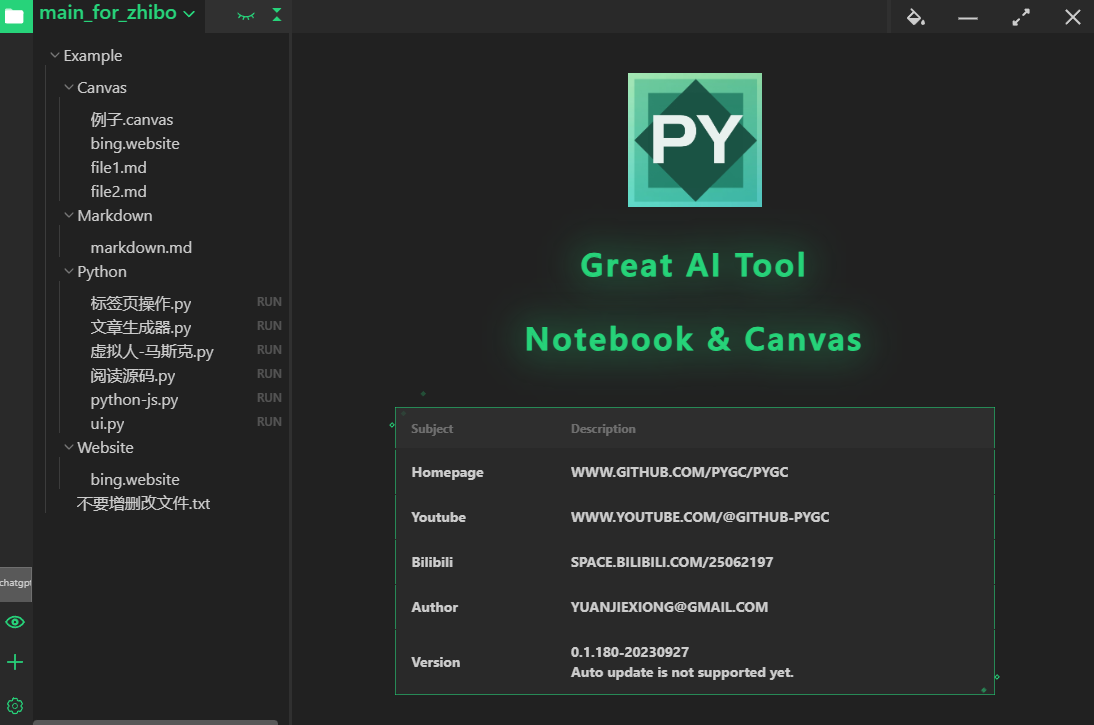 main_for_zhibo
Example
Canvas
例子.canvas
bing.website
file1.md
file2.md
Markdown
markdown.md
Python
标签页操作.py RUN
文章生成器.py RUN
虚拟人-马斯克.py RUN
阅读源码.py RUN
python-js.py RUN
ui.py RUN
Website
bing.website
不要增删改文件.txt
chatgpt
PY
Great AI Tool
Notebook & Canvas
Subject Description
Homepage WWW.GITHUB.COM/PYGC/PYGC
Youtube WWW.YOUTUBE.COM/@GITHUB-PYGC
Bilibili SPACE.BILIBILI.COM/25062197
Author YUANJIEXIONG@GMAIL.COM
Version 0.1.180-20230927
Auto update is not supported yet.